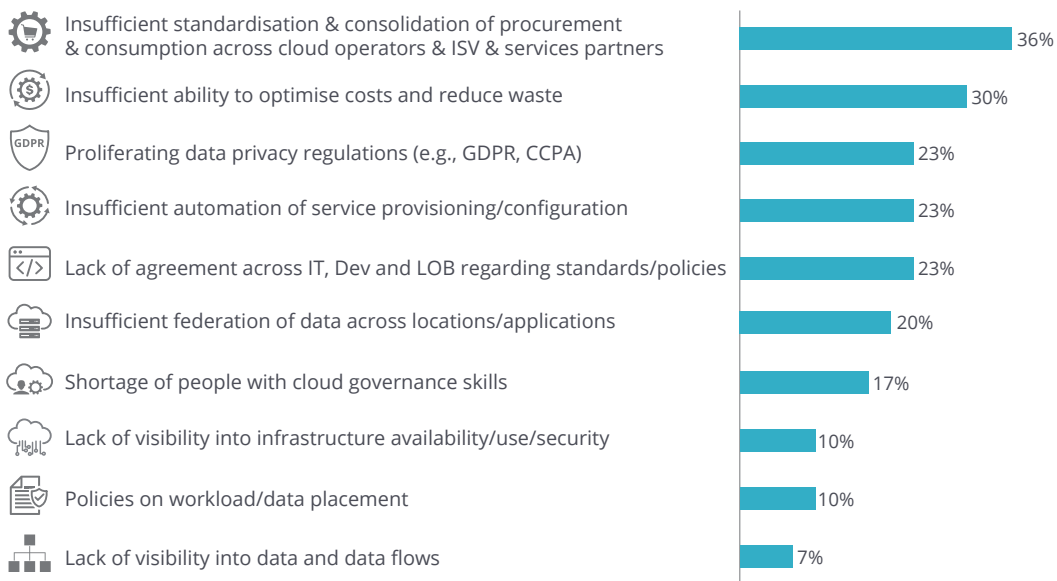 Insufficient standardisation & consolidation of procurement
& consumption across cloud operators & ISV & services partners
36%
Insufficient ability to optimise costs and reduce waste
30%
GDPR
Proliferating data privacy regulations (e.g., GDPR, CCPA)
23%
Insufficient automation of service provisioning/configuration
23%
</>
Lack of agreement across IT, Dev and LOB regarding standards/policies
23%
Insufficient federation of data across locations/applications
20%
Shortage of people with cloud governance skills
17%
Lack of visibility into infrastructure availability/use/security
10%
Policies on workload/data placement
10%
Lack of visibility into data and data flows
7%